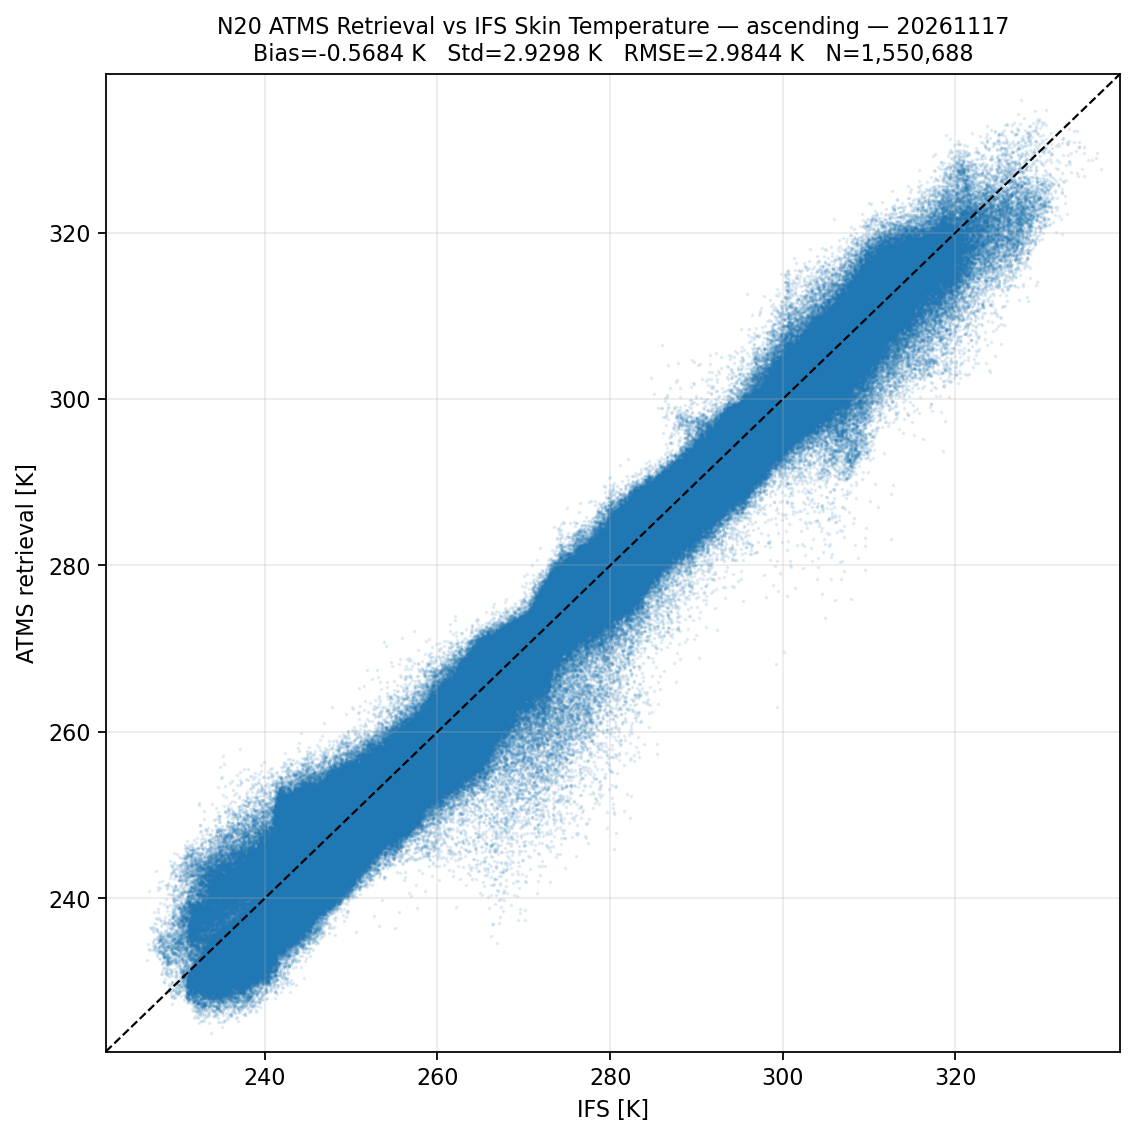 N20 ATMS Retrieval vs IFS Skin Temperature — ascending — 20261117
Bias=-0.5684 K   Std=2.9298 K   RMSE=2.9844 K   N=1,550,688
320
300
280
260
240
ATMS retrieval [K]
240 260 280 300 320
IFS [K]